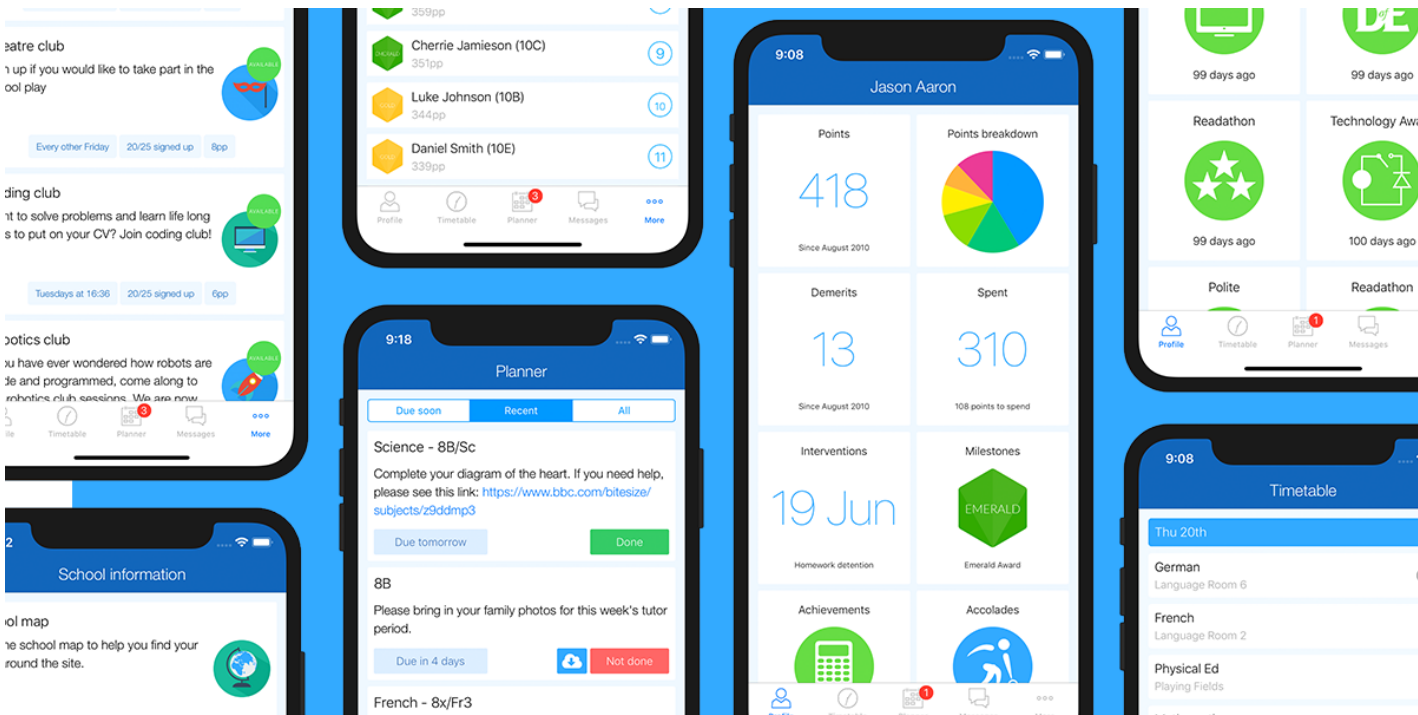 eatre club
up if you would like to take part in the
ool play
AVAILABLE
Every other Friday
20/25 signed up
8pp
ding club
nt to solve problems and learn life long
s to put on your CV? Join coding club!
AVAILABLE
Tuesdays at 16:36
20/25 signed up
6pp
botics club
ou have ever wondered how robots are
de and programmed, come along to
robotics club sessions. We are now
AVAILABLE
Timetable
3
Planner
Messages
More
2
School information
ol map
he school map to help you find your
round the site.
359pp
EMERALD
Cherrie Jamieson (10C)
351pp
9
GOLD
Luke Johnson (10B)
344pp
10
GOLD
Daniel Smith (10E)
339pp
11
Profile
Timetable
3
Planner
Messages
More
9:18
Planner
Due soon
Recent
All
Science - 8B/Sc
Complete your diagram of the heart. If you need help,
please see this link: https://www.bbc.com/bitesize/
subjects/z9ddmp3
Due tomorrow
Done
8B
Please bring in your family photos for this week's tutor
period.
Due in 4 days
Not done
French - 8x/Fr3
9:08
Jason Aaron
Points
418
Since August 2010
Points breakdown
Demerits
13
Since August 2010
Spent
310
108 points to spend
Interventions
19 Jun
Homework detention
Milestones
EMERALD
Emerald Award
Achievements
Accolades
1
DofE
99 days ago
99 days ago
Readathon
Technology Aw
99 days ago
100 days ago
Polite
Readathon
Profile
Timetable
1
Planner
Messages
9:08
Timetable
Thu 20th
German
Language Room 6
French
Language Room 2
Physical Ed
Playing Fields